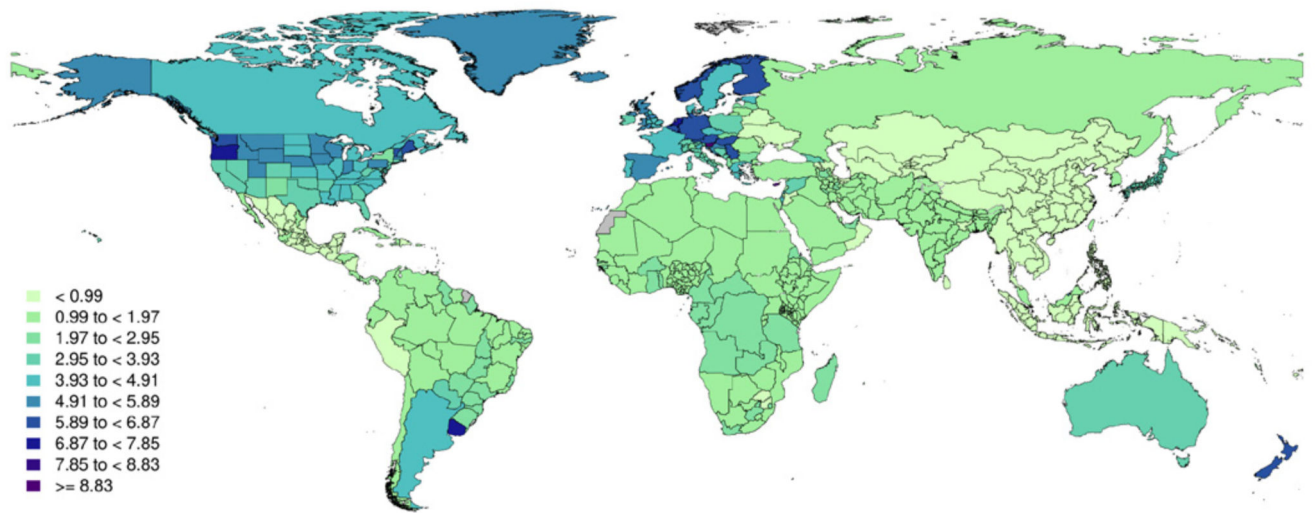 < 0.99
0.99 to < 1.97
1.97 to < 2.95
2.95 to < 3.93
3.93 to < 4.91
4.91 to < 5.89
5.89 to < 6.87
6.87 to < 7.85
7.85 to < 8.83
>= 8.83